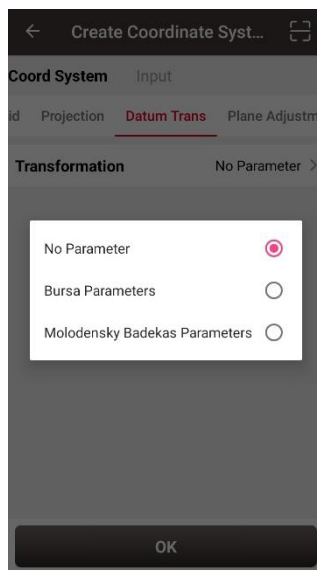 Create Coordinate Syst...
Coord System Input
id Projection Datum Trans Plane Adjustm
Transformation No Parameter
No Parameter
Bursa Parameters
Molodensky Badekas Parameters
OK